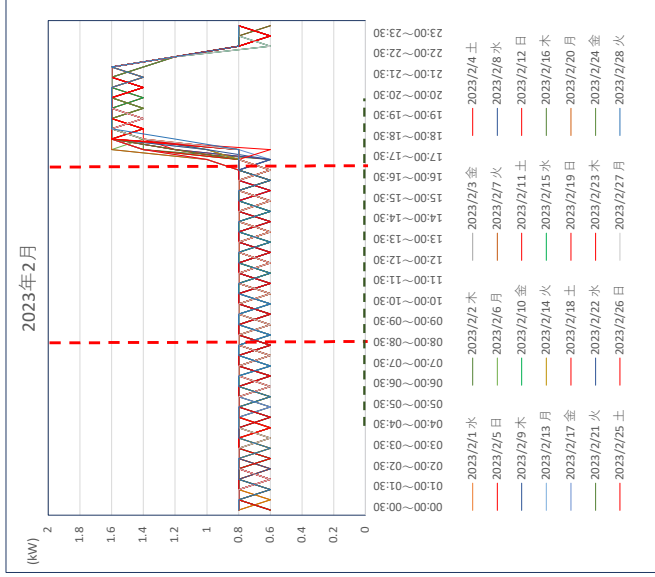 2023年2月
(kW)
2
1.8
1.6
1.4
1.2
1
0.8
0.6
0.4
0.2
0
00:00~00:30
01:00~01:30
02:00~02:30
03:00~03:30
04:00~04:30
05:00~05:30
06:00~06:30
07:00~07:30
08:00~08:30
09:00~09:30
10:00~10:30
11:00~11:30
12:00~12:30
13:00~13:30
14:00~14:30
15:00~15:30
16:00~16:30
17:00~17:30
18:00~18:30
19:00~19:30
20:00~20:30
21:00~21:30
22:00~22:30
23:00~23:30
2023/2/1 水
2023/2/2 木
2023/2/3 金
2023/2/4 土
2023/2/5 日
2023/2/6 月
2023/2/7 火
2023/2/8 水
2023/2/9 木
2023/2/10 金
2023/2/11 土
2023/2/12 日
2023/2/13 月
2023/2/14 火
2023/2/15 水
2023/2/16 木
2023/2/17 金
2023/2/18 土
2023/2/19 日
2023/2/20 月
2023/2/21 火
2023/2/22 水
2023/2/23 木
2023/2/24 金
2023/2/25 土
2023/2/26 日
2023/2/27 月
2023/2/28 火